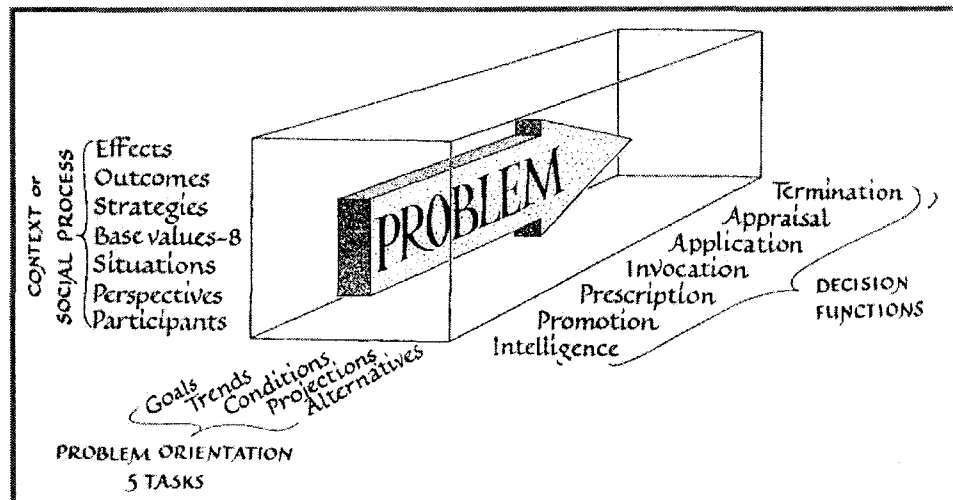 CONTEXT or
SOCIAL PROCESS
Effects
Outcomes
Strategies
Base values-8
Situations
Perspectives
Participants
PROBLEM
Goals
Trends
Conditions
Projections
Alternatives
PROBLEM ORIENTATION
5 TASKS
Termination
Appraisal
Application
Invocation
Prescription
Promotion
Intelligence
DECISION
FUNCTIONS